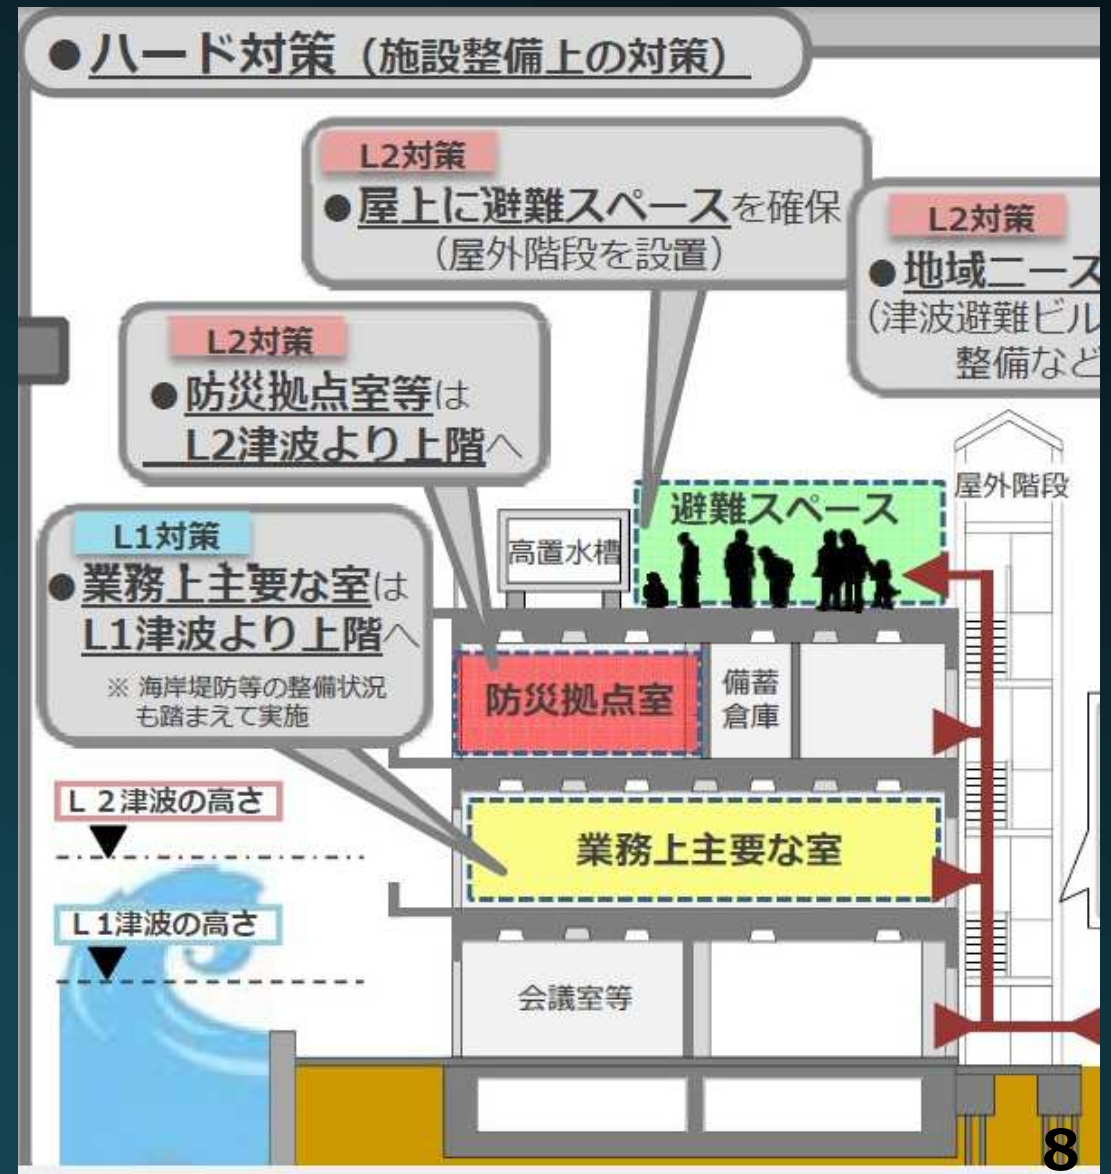 ●ハード対策（施設整備上の対策）
L2対策
●屋上に避難スペースを確保
（屋外階段を設置）
L2対策
●地域ニーズ
（津波避難ビル
整備など
L2対策
●防災拠点室等は
L2津波より上階へ
L1対策
●業務上主要な室は
L1津波より上階へ
※ 海岸堤防等の整備状況
も踏まえて実施
屋外階段
避難スペース
高置水槽
防災拠点室
備蓄
倉庫
L２津波の高さ
業務上主要な室
L１津波の高さ
会議室等
8